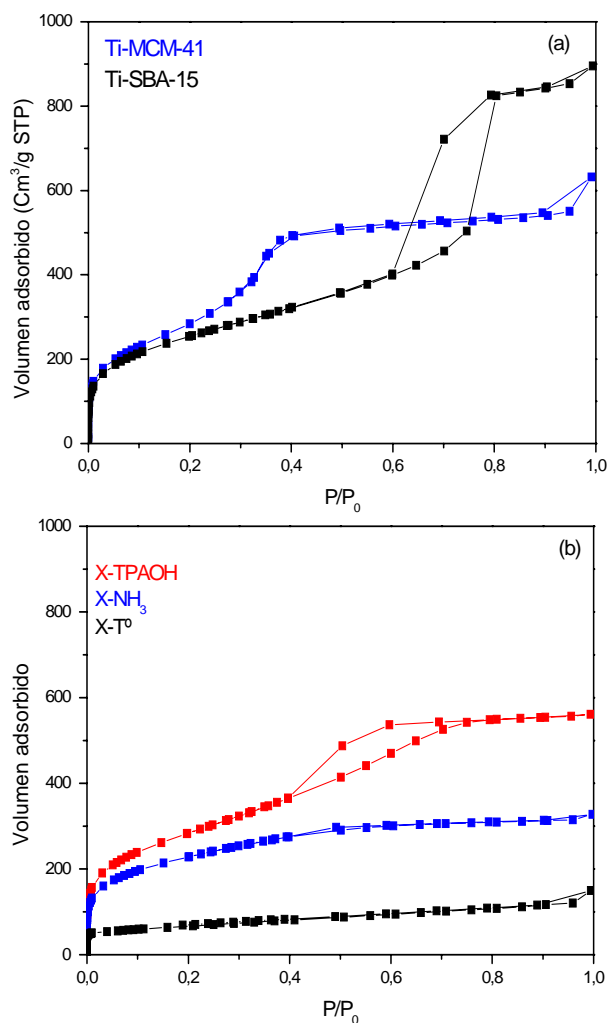 (a)
Ti-MCM-41
Ti-SBA-15
Volumen adsorbido (Cm³/g STP)
1000
800
600
400
200
0
0,0 0,2 0,4 0,6 0,8 1,0
P/P₀
(b)
X-TPAOH
X-NH₃
X-Tº
Volumen adsorbido
1000
800
600
400
200
0
0,0 0,2 0,4 0,6 0,8 1,0
P/P₀